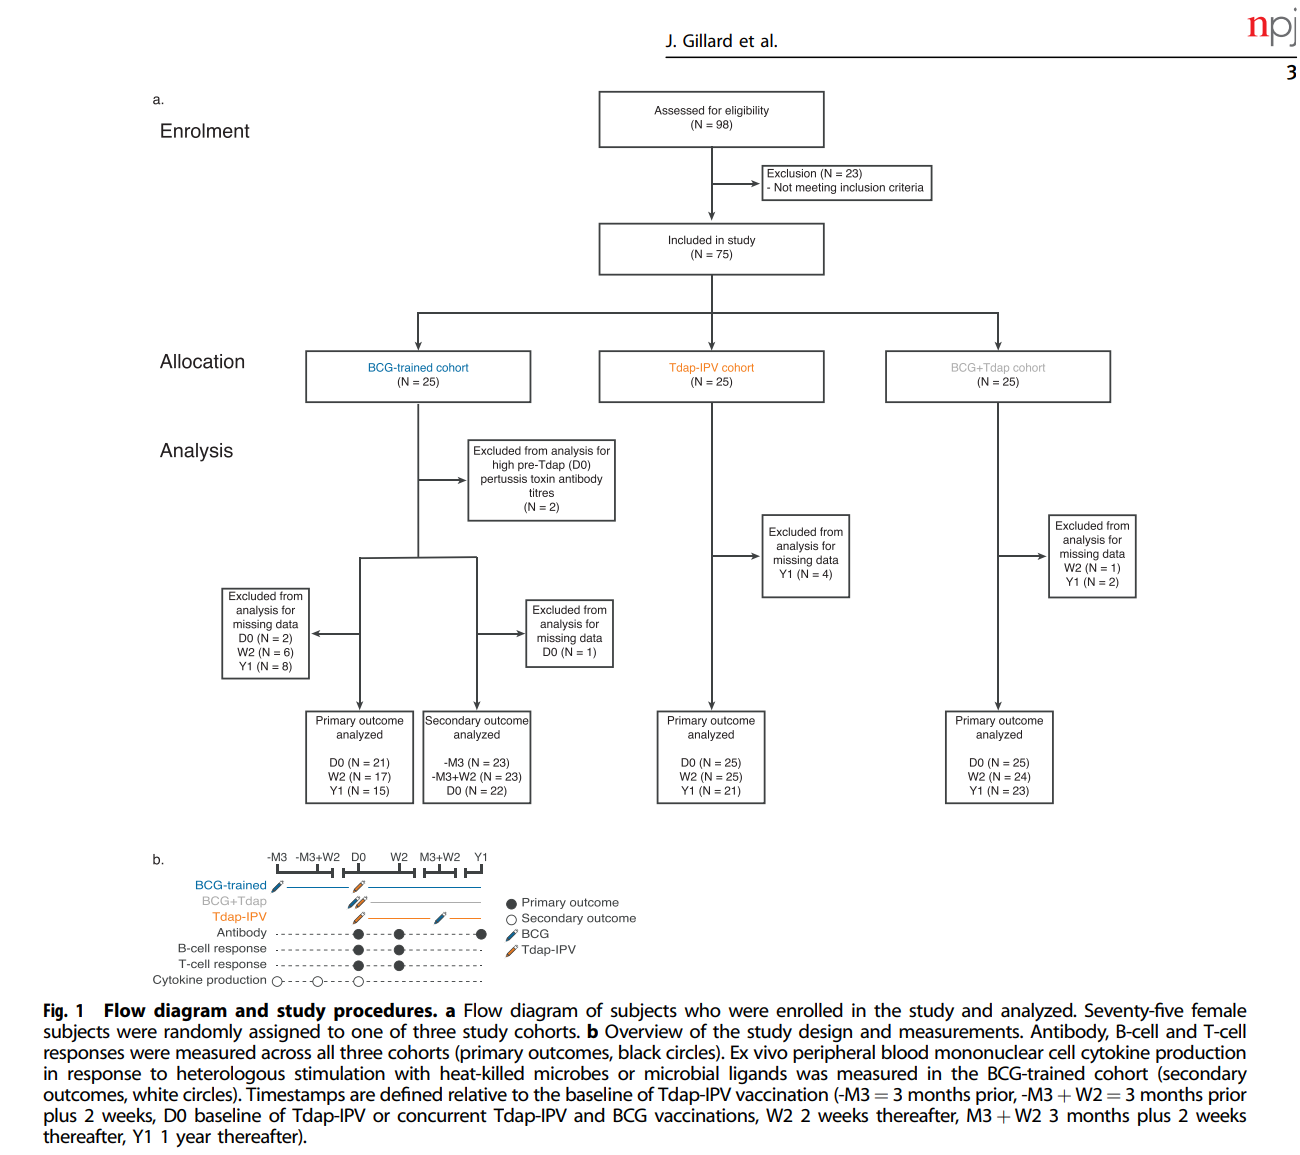 J. Gillard et al.
npj
3
a.
Enrolment
Assessed for eligibility
(N = 98)
Exclusion (N = 23)
- Not meeting inclusion criteria
Included in study
(N = 75)
Allocation
BCG-trained cohort
(N = 25)
Tdap-IPV cohort
(N = 25)
BCG+Tdap cohort
(N = 25)
Analysis
Excluded from analysis for
high pre-Tdap (D0)
pertussis toxin antibody
titres
(N = 2)
Excluded from
analysis for
missing data
Y1 (N = 4)
Excluded from
analysis for
missing data
W2 (N = 1)
Y1 (N = 2)
Excluded from
analysis for
missing data
D0 (N = 2)
W2 (N = 6)
Y1 (N = 8)
Excluded from
analysis for
missing data
D0 (N = 1)
Primary outcome
analyzed
D0 (N = 21)
W2 (N = 17)
Y1 (N = 15)
Secondary outcome
analyzed
-M3 (N = 23)
-M3+W2 (N = 23)
D0 (N = 22)
Primary outcome
analyzed
D0 (N = 25)
W2 (N = 25)
Y1 (N = 21)
Primary outcome
analyzed
D0 (N = 25)
W2 (N = 24)
Y1 (N = 23)
b.
-M3 -M3+W2 D0 W2 M3+W2 Y1
BCG-trained
BCG+Tdap
Tdap-IPV
Antibody
B-cell response
T-cell response
Cytokine production
Primary outcome
Secondary outcome
BCG
Tdap-IPV
Fig. 1 Flow diagram and study procedures. a Flow diagram of subjects who were enrolled in the study and analyzed. Seventy-five female
subjects were randomly assigned to one of three study cohorts. b Overview of the study design and measurements. Antibody, B-cell and T-cell
responses were measured across all three cohorts (primary outcomes, black circles). Ex vivo peripheral blood mononuclear cell cytokine production
in response to heterologous stimulation with heat-killed microbes or microbial ligands was measured in the BCG-trained cohort (secondary
outcomes, white circles). Timestamps are defined relative to the baseline of Tdap-IPV vaccination (-M3 = 3 months prior, -M3 + W2 = 3 months prior
plus 2 weeks, D0 baseline of Tdap-IPV or concurrent Tdap-IPV and BCG vaccinations, W2 2 weeks thereafter, M3 + W2 3 months plus 2 weeks
thereafter, Y1 1 year thereafter).